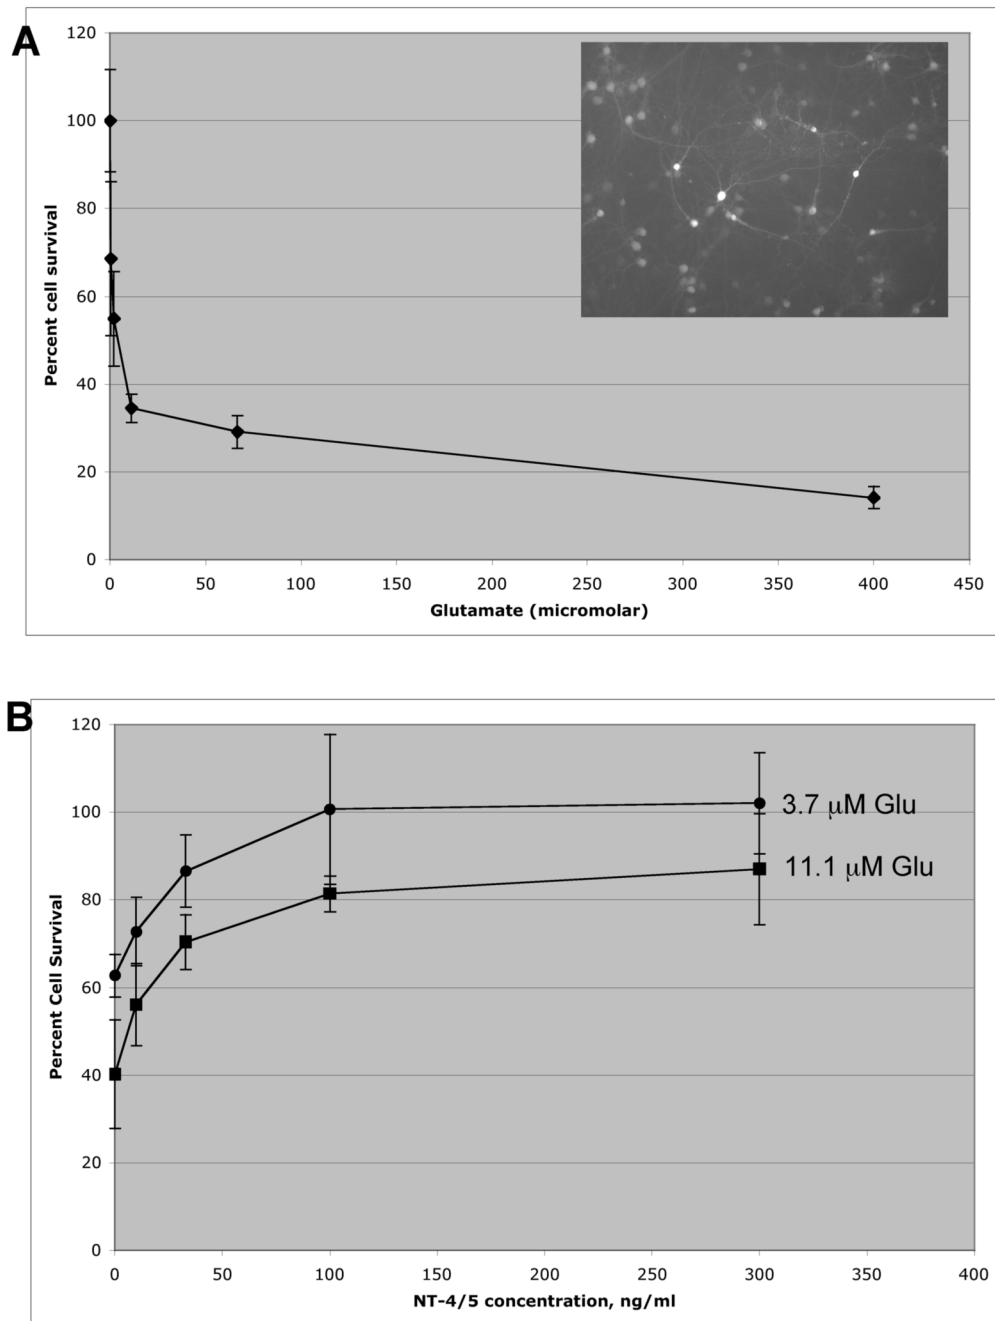 A
120
100
80
60
40
20
0
Percent cell survival
0 50 100 150 200 250 300 350 400 450
Glutamate (micromolar)
B
120
100
80
60
40
20
0
Percent Cell Survival
3.7 μM Glu
11.1 μM Glu
0 50 100 150 200 250 300 350 400
NT-4/5 concentration, ng/ml